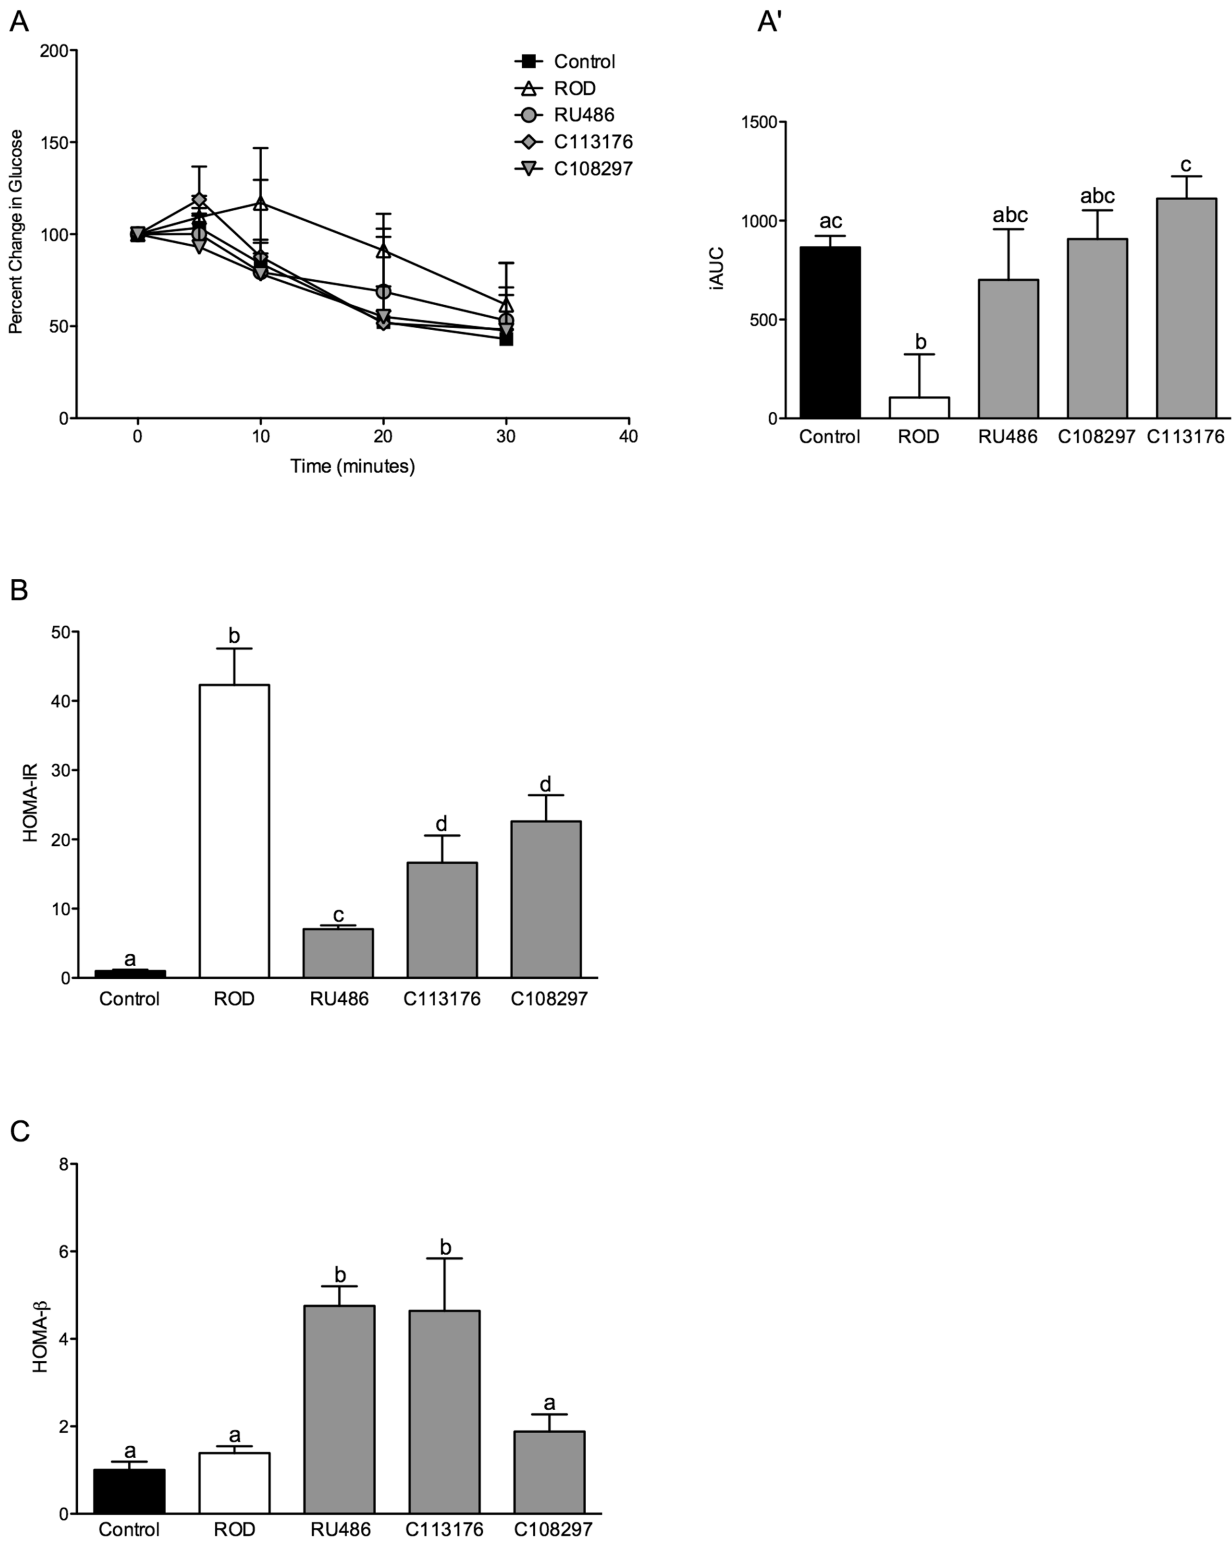 A
Percent Change in Glucose
200
150
100
50
0
0 10 20 30 40
Time (minutes)
Control
ROD
RU486
C113176
C108297
A'
iAUC
1500
1000
500
0
ac
b
abc
abc
c
Control ROD RU486 C108297 C113176
B
HOMA-IR
50
40
30
20
10
0
a
b
c
d
d
Control ROD RU486 C113176 C108297
C
HOMA-β
8
6
4
2
0
a
a
b
b
a
Control ROD RU486 C113176 C108297